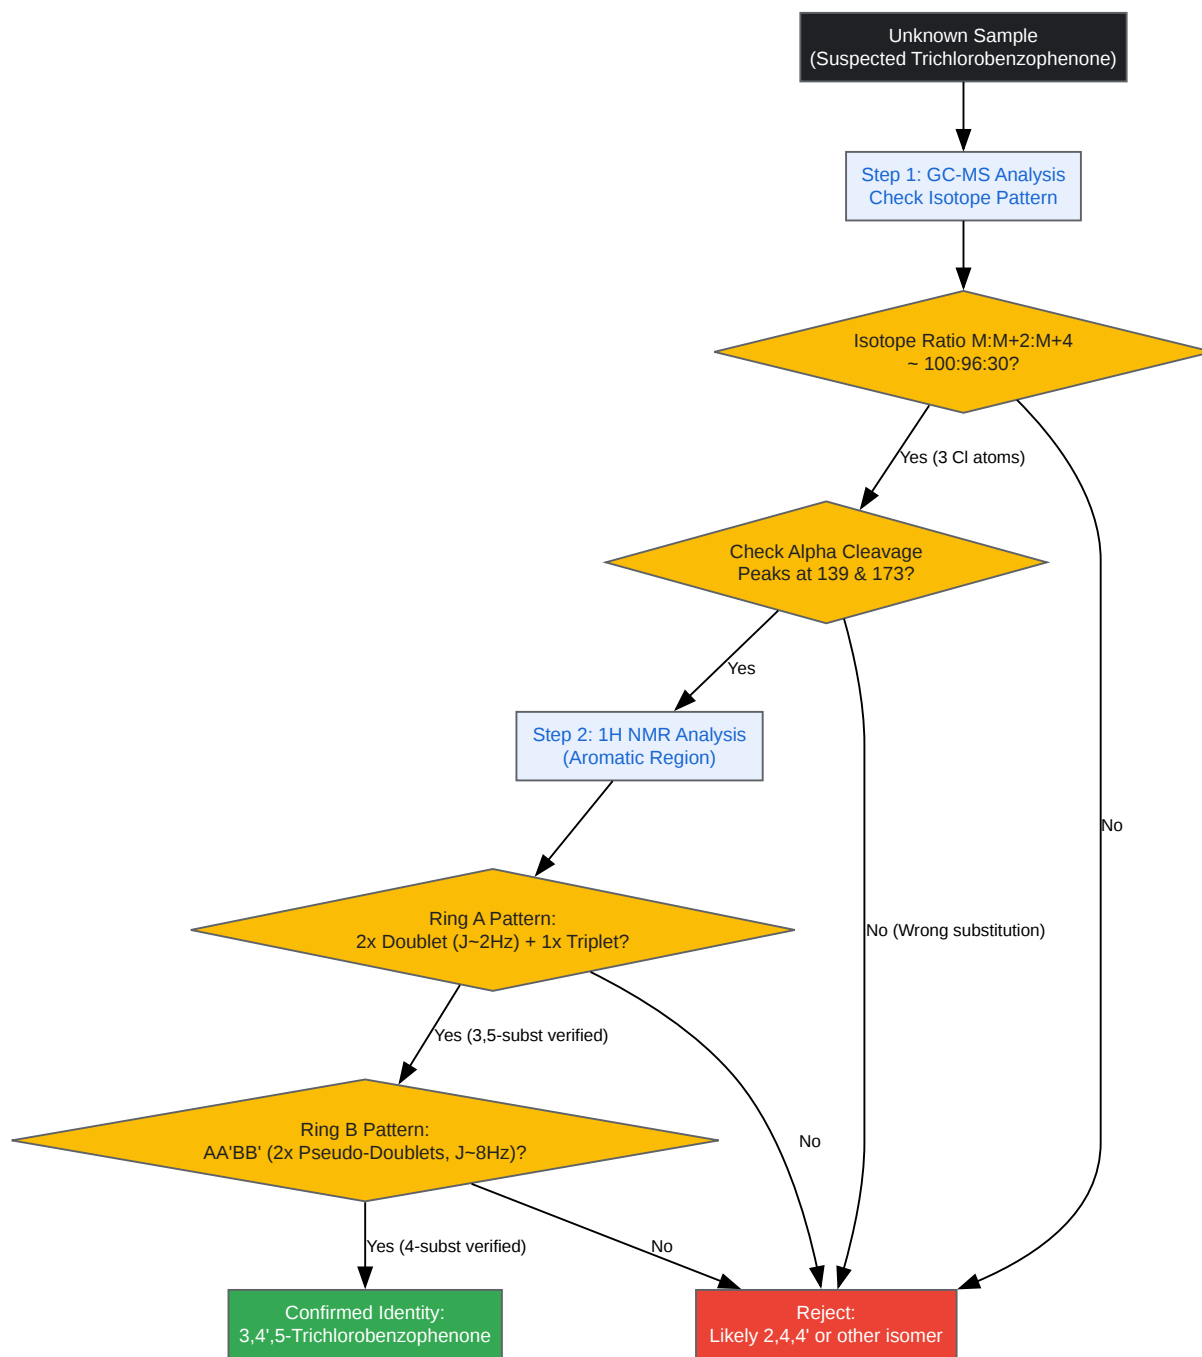 Unknown Sample
(Suspected Trichlorobenzophenone)
Step 1: GC-MS Analysis
Check Isotope Pattern
Isotope Ratio M:M+2:M+4
~ 100:96:30?
Yes (3 Cl atoms)
Check Alpha Cleavage
Peaks at 139 & 173?
Yes
Step 2: 1H NMR Analysis
(Aromatic Region)
No
Ring A Pattern:
2x Doublet (J~2Hz) + 1x Triplet?
No (Wrong substitution)
Yes (3,5-subst verified)
Ring B Pattern:
AA'BB' (2x Pseudo-Doublets, J~8Hz)?
No
Yes (4-subst verified)
No
Confirmed Identity:
3,4',5-Trichlorobenzophenone
Reject:
Likely 2,4,4' or other isomer